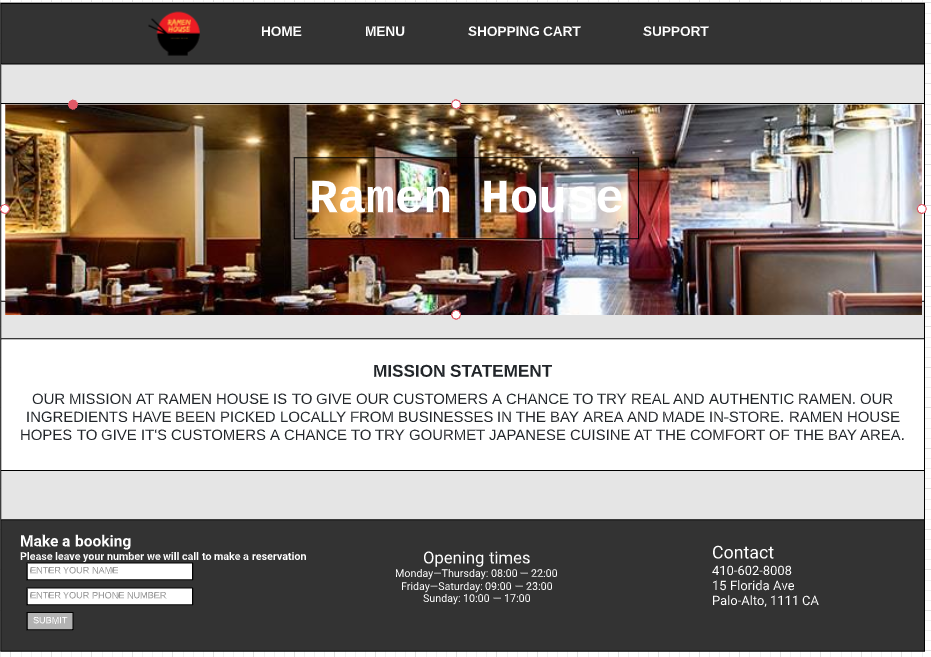 RAMEN
HOUSE
HOME MENU SHOPPING CART SUPPORT
Ramen House
MISSION STATEMENT
OUR MISSION AT RAMEN HOUSE IS TO GIVE OUR CUSTOMERS A CHANCE TO TRY REAL AND AUTHENTIC RAMEN. OUR
INGREDIENTS HAVE BEEN PICKED LOCALLY FROM BUSINESSES IN THE BAY AREA AND MADE IN-STORE. RAMEN HOUSE
HOPES TO GIVE IT'S CUSTOMERS A CHANCE TO TRY GOURMET JAPANESE CUISINE AT THE COMFORT OF THE BAY AREA.
Make a booking
Please leave your number we will call to make a reservation
ENTER YOUR NAME
ENTER YOUR PHONE NUMBER
SUBMIT
Opening times
Monday—Thursday: 08:00 — 22:00
Friday—Saturday: 09:00 — 23:00
Sunday: 10:00 — 17:00
Contact
410-602-8008
15 Florida Ave
Palo-Alto, 1111 CA